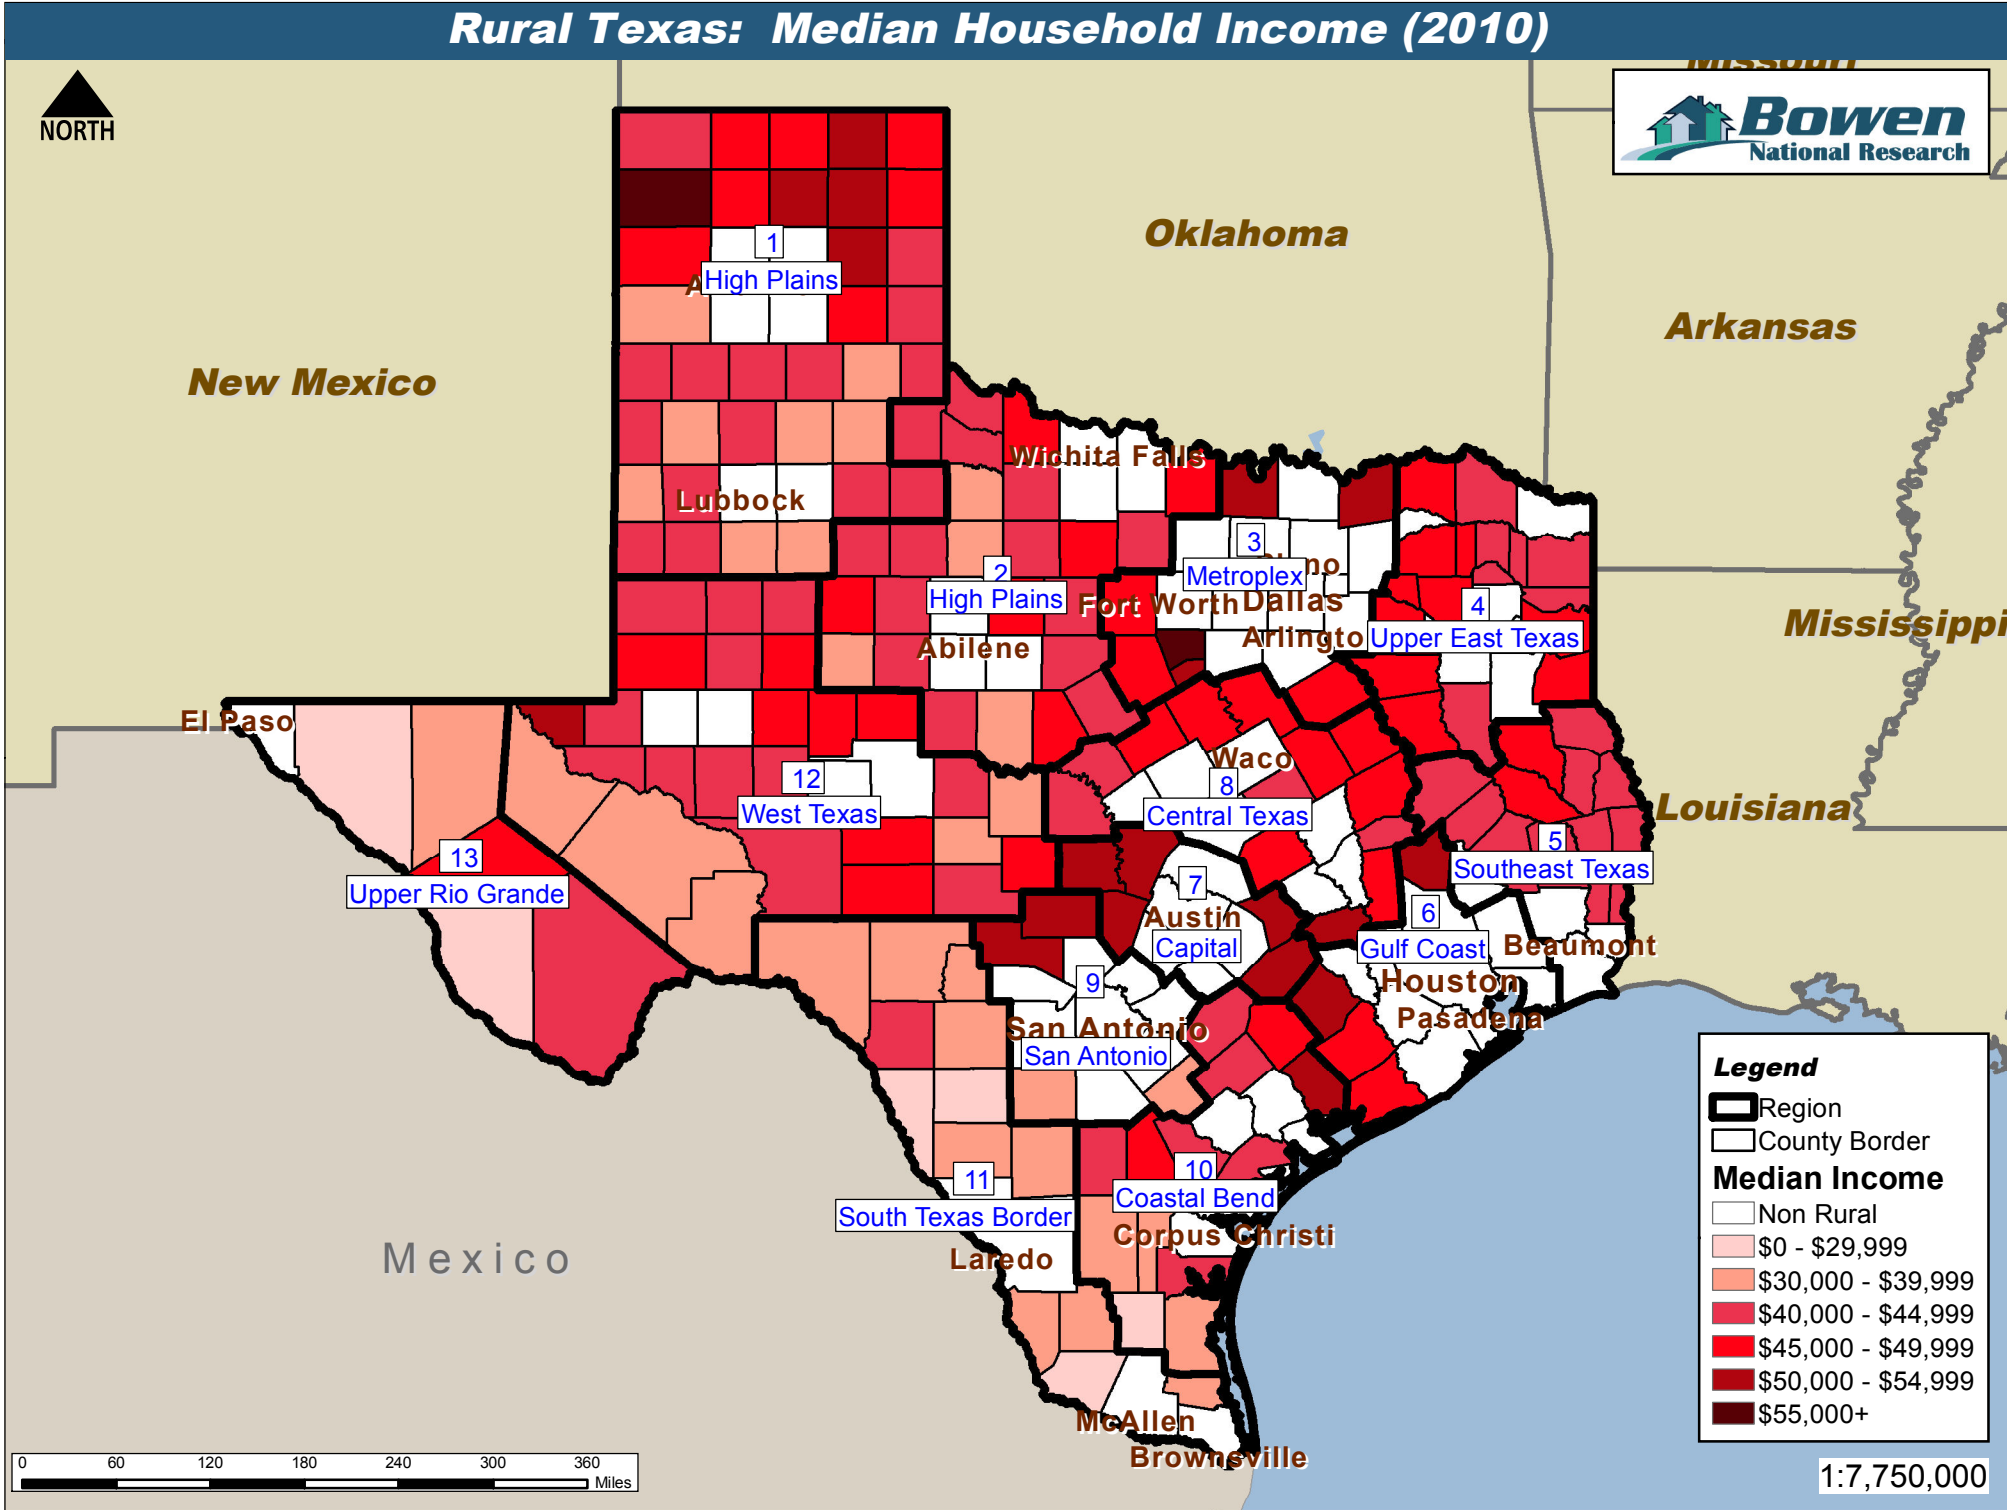 Rural Texas: Median Household Income (2010)
NORTH
Bowen
National Research
Oklahoma
Arkansas
New Mexico
Mississippi
Louisiana
Mexico
1
High Plains
Lubbock
Wichita Falls
2
High Plains
Abilene
3
Metroplex
Fort Worth
Dallas
4
Upper East Texas
El Paso
12
West Texas
Waco
8
Central Texas
5
Southeast Texas
13
Upper Rio Grande
7
Austin
Capital
6
Gulf Coast
Beaumont
Houston
Pasadena
9
San Antonio
San Antonio
10
Coastal Bend
11
South Texas Border
Corpus Christi
Laredo
McAllen
Brownsville
Legend
Region
County Border
Median Income
Non Rural
$0 - $29,999
$30,000 - $39,999
$40,000 - $44,999
$45,000 - $49,999
$50,000 - $54,999
$55,000+
0 60 120 180 240 300 360
Miles
1:7,750,000